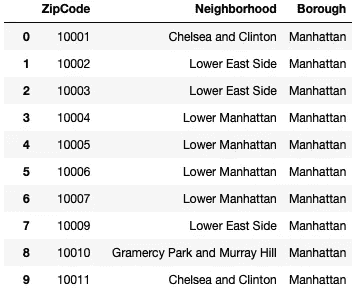 ZipCode Neighborhood Borough
0 10001 Chelsea and Clinton Manhattan
1 10002 Lower East Side Manhattan
2 10003 Lower East Side Manhattan
3 10004 Lower Manhattan Manhattan
4 10005 Lower Manhattan Manhattan
5 10006 Lower Manhattan Manhattan
6 10007 Lower Manhattan Manhattan
7 10009 Lower East Side Manhattan
8 10010 Gramercy Park and Murray Hill Manhattan
9 10011 Chelsea and Clinton Manhattan